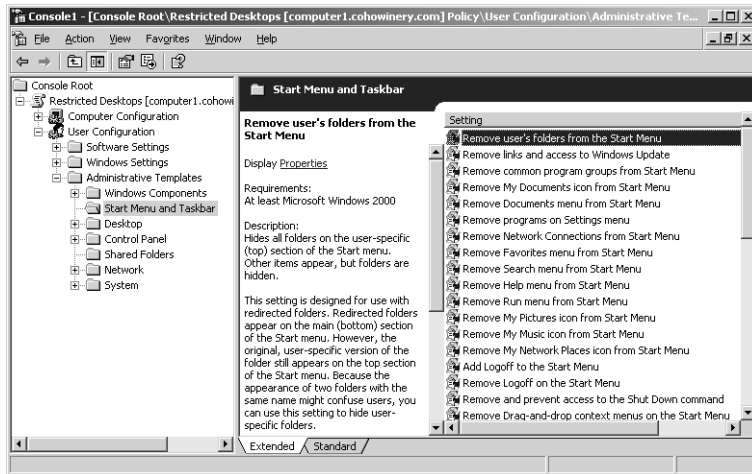 Console1 - [Console Root\Restricted Desktops [computer1.cohowinery.com] Policy\User Configuration\Administrative Te...
File Action View Favorites Window Help
Console Root
Restricted Desktops [computer1.cohowi
Computer Configuration
User Configuration
Software Settings
Windows Settings
Administrative Templates
Windows Components
Start Menu and Taskbar
Desktop
Control Panel
Shared Folders
Network
System
Start Menu and Taskbar
Remove user's folders from the
Start Menu
Display Properties
Requirements:
At least Microsoft Windows 2000
Description:
Hides all folders on the user-specific
(top) section of the Start menu.
Other items appear, but folders are
hidden.
This setting is designed for use with
redirected folders. Redirected folders
appear on the main (bottom) section
of the Start menu. However, the
original, user-specific version of the
folder still appears on the top section
of the Start menu. Because the
appearance of two folders with the
same name might confuse users, you
can use this setting to hide user-
specific folders.
Setting
Remove user's folders from the Start Menu
Remove links and access to Windows Update
Remove common program groups from Start Menu
Remove My Documents icon from Start Menu
Remove Documents menu from Start Menu
Remove programs on Settings menu
Remove Network Connections from Start Menu
Remove Favorites menu from Start Menu
Remove Search menu from Start Menu
Remove Help menu from Start Menu
Remove Run menu from Start Menu
Remove My Pictures icon from Start Menu
Remove My Music icon from Start Menu
Remove My Network Places icon from Start Menu
Add Logoff to the Start Menu
Remove Logoff on the Start Menu
Remove and prevent access to the Shut Down command
Remove Drag-and-drop context menus on the Start Menu
Extended Standard